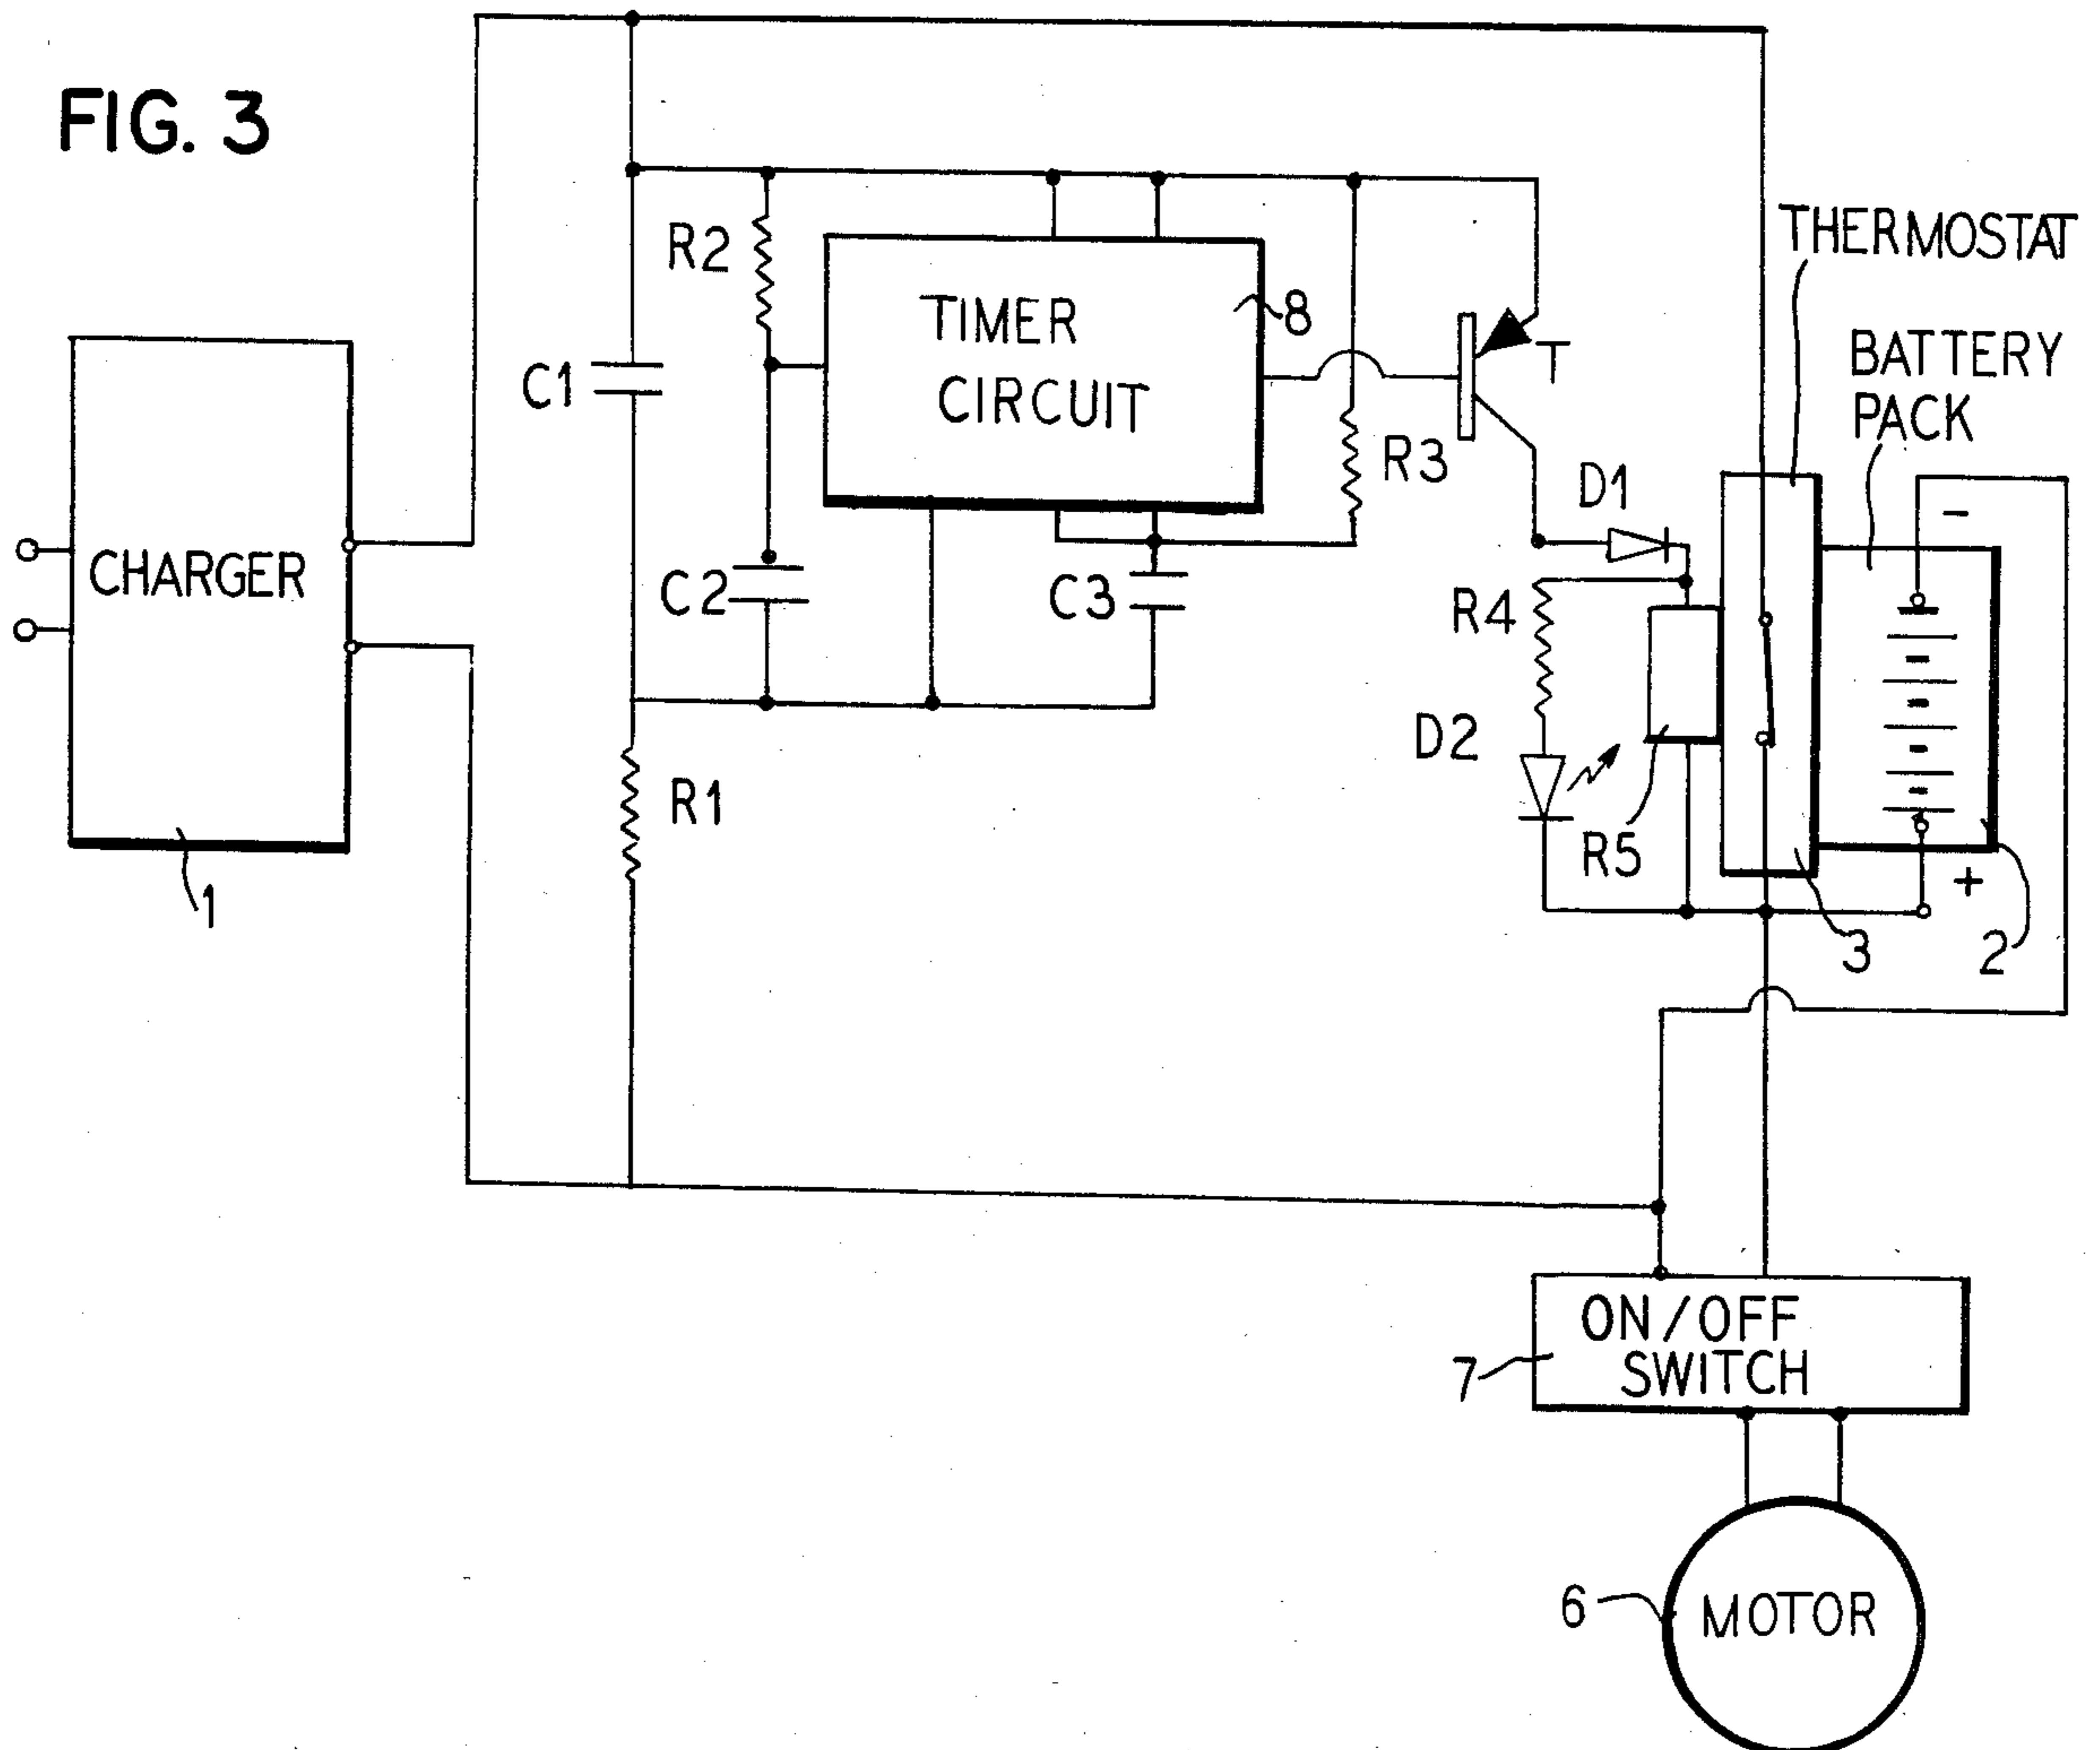 FIG. 3
THERMOSTAT
R2
TIMER
CIRCUIT
8
T
BATTERY
PACK
C1
R3
D1
-
CHARGER
C2
C3
R4
D2
R1
R5
+
1
3
2
ON/OFF
SWITCH
7
6
MOTOR